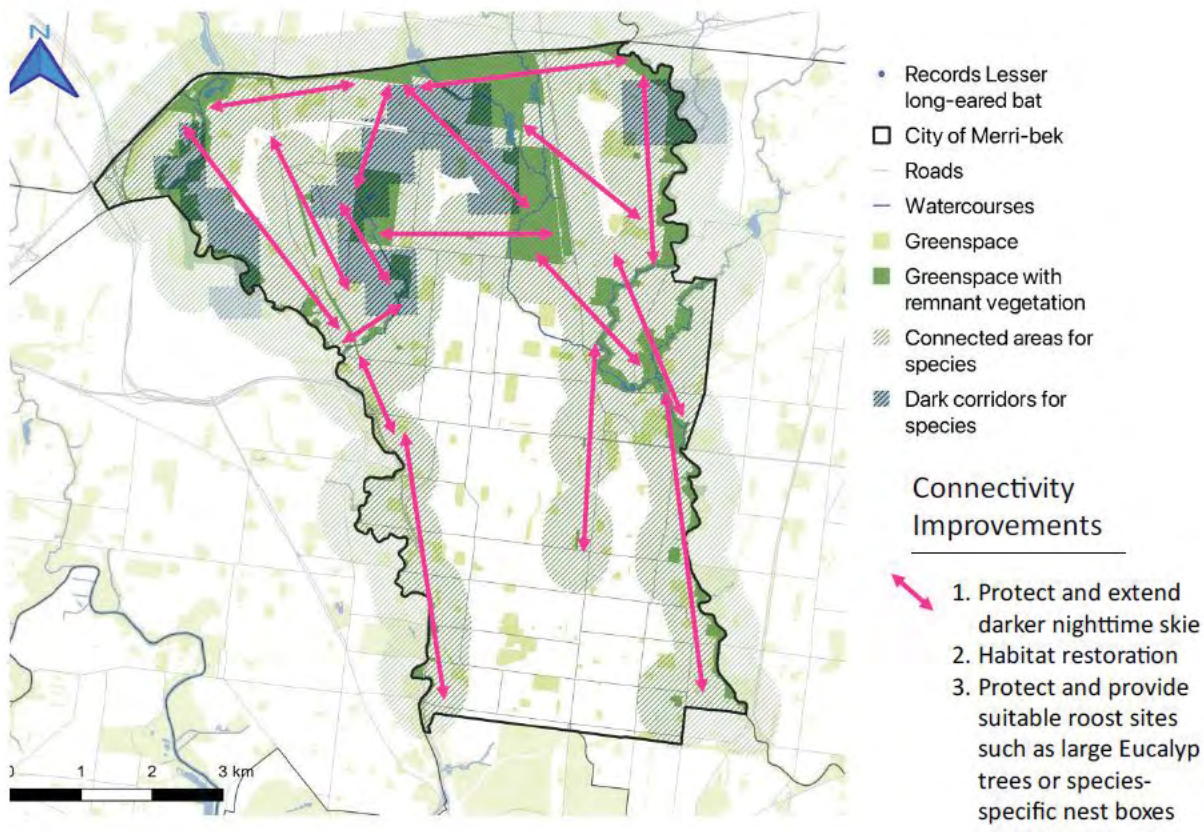 N
Records Lesser
long-eared bat
City of Merri-bek
Roads
Watercourses
Greenspace
Greenspace with
remnant vegetation
Connected areas for
species
Dark corridors for
species
Connectivity
Improvements
1. Protect and extend
darker nighttime skie
2. Habitat restoration
3. Protect and provide
suitable roost sites
such as large Eucalyp
trees or species-
specific nest boxes
0 1 2 3 km